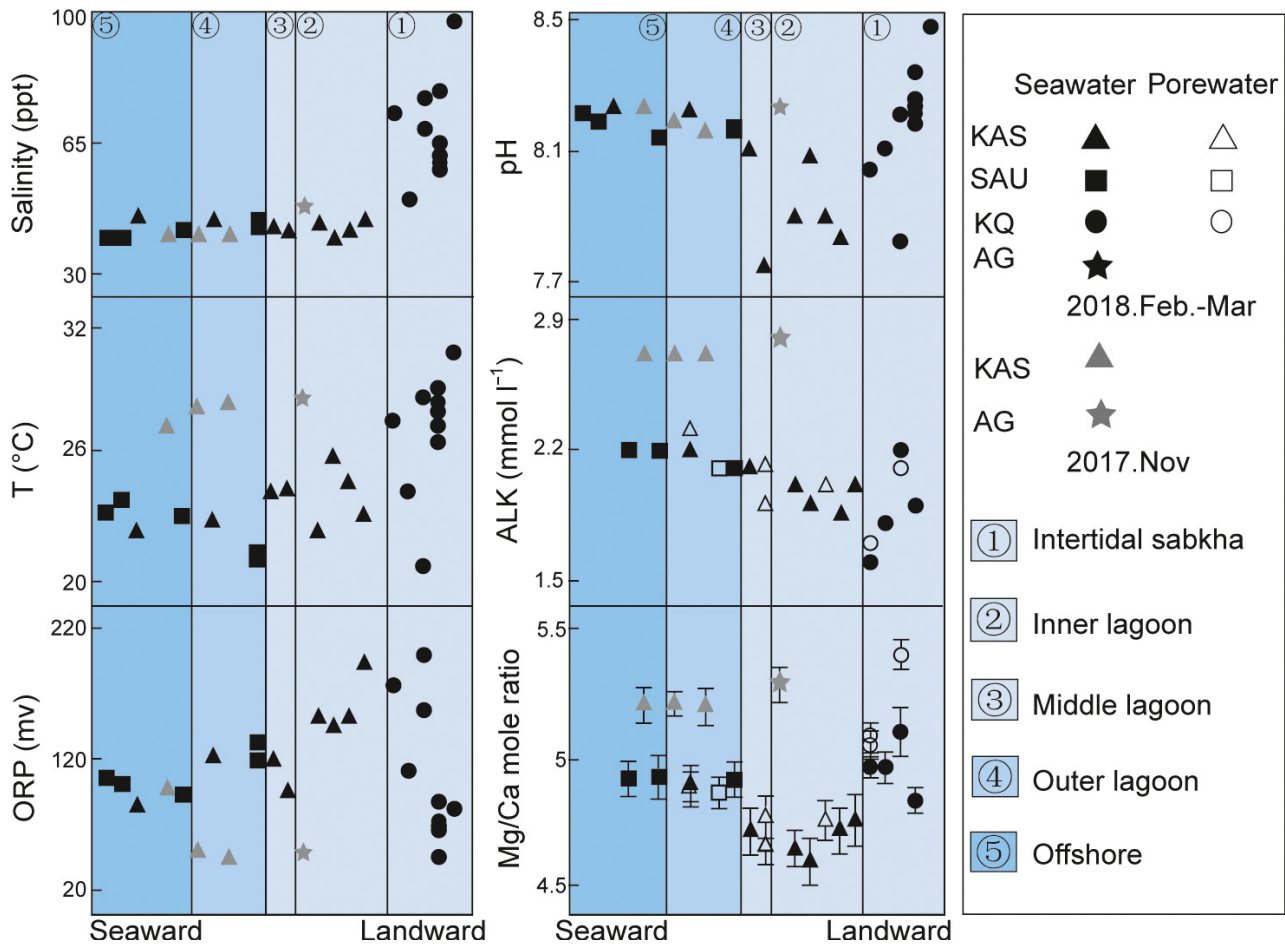 Salinity (ppt)
100
65
30
⑤ ④ ③ ② ①
pH
8.5
8.1
7.7
⑤ ④ ③ ② ①
T (°C)
32
26
20
ALK (mmol l⁻¹)
2.9
2.2
1.5
ORP (mv)
220
120
20
Mg/Ca mole ratio
5.5
5
4.5
Seaward Landward
Seaward Landward
Seawater Porewater
KAS
SAU
KQ
AG
2018.Feb.-Mar
KAS
AG
2017.Nov
① Intertidal sabkha
② Inner lagoon
③ Middle lagoon
④ Outer lagoon
⑤ Offshore